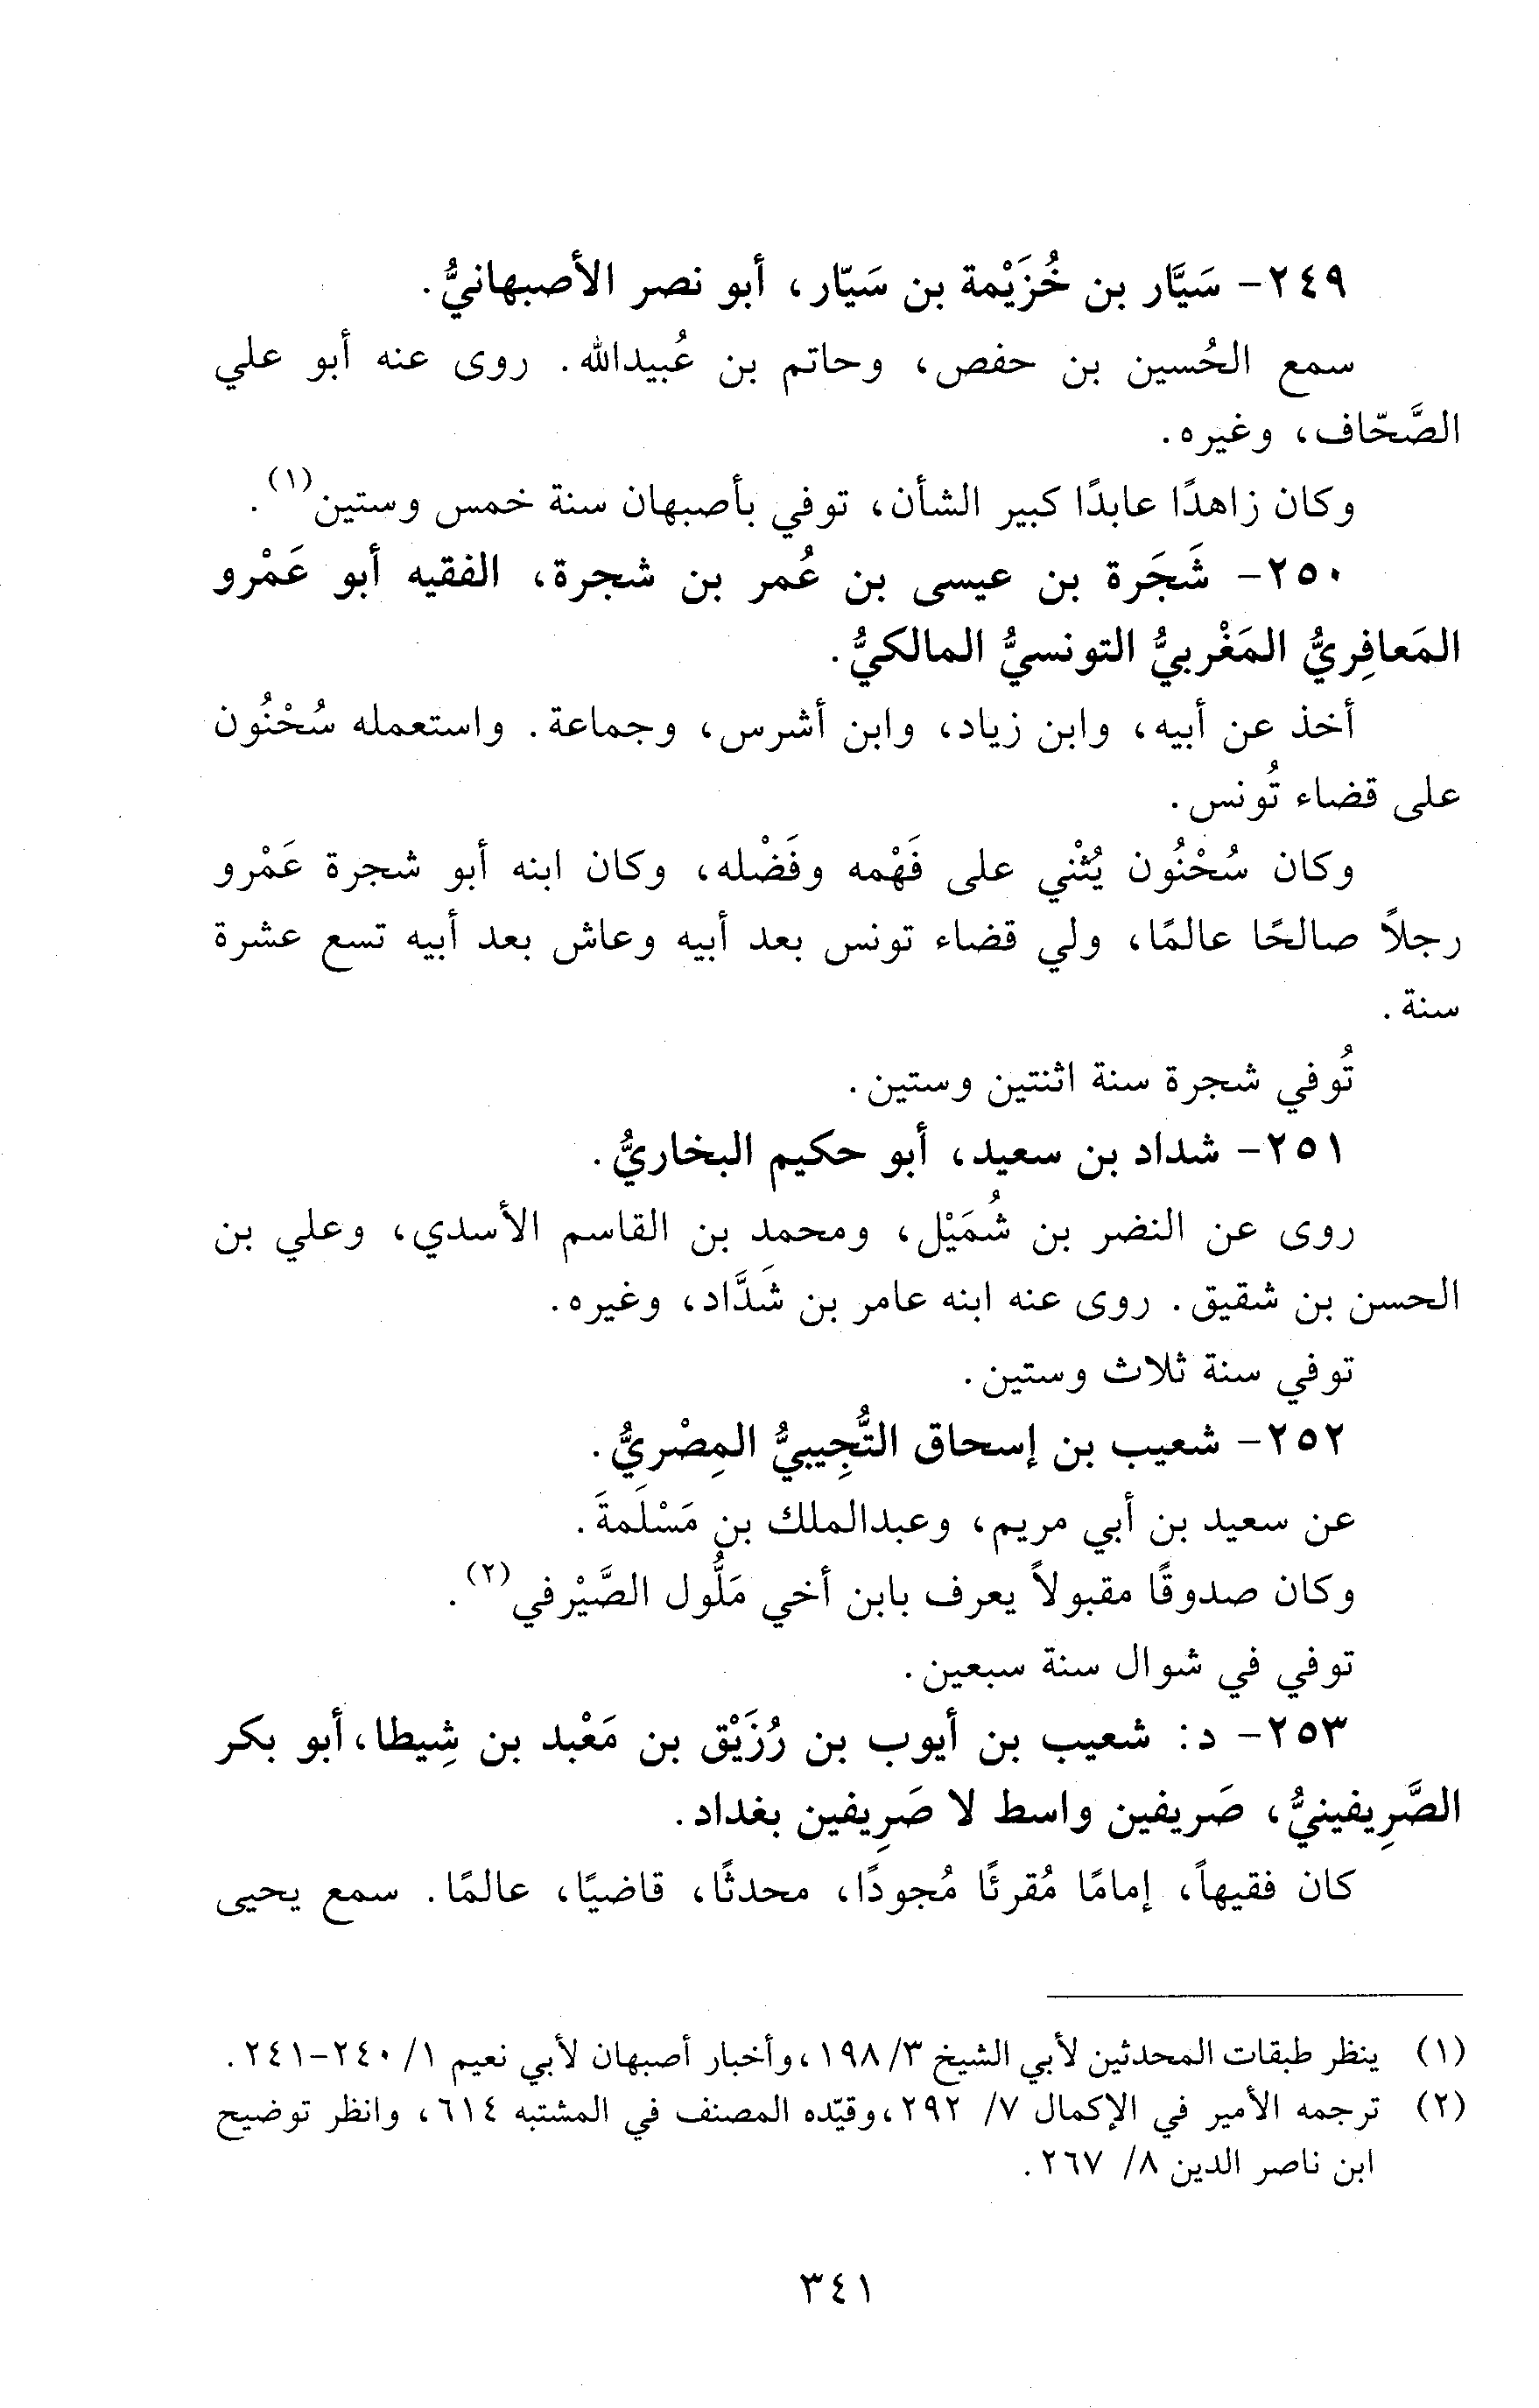 ٢٤٩- سَيَّار بن خُزَيْمة بن سَيّار، أبو نصر الأصبهانيُّ.
سمع الحُسين بن حفص، وحاتم بن عُبيدالله. روى عنه أبو علي
الصَّحّاف، وغيره.
وكان زاهدًا عابدًا كبير الشأن، توفي بأصبهان سنة خمس وستين(١).
٢٥٠- شَجَرة بن عيسى بن عُمر بن شجرة، الفقيه أبو عَمْرو
المَعافِريُّ المَغْربيُّ التونسيُّ المالكيُّ.
أخذ عن أبيه، وابن زياد، وابن أشرس، وجماعة. واستعمله سُحْنُون
على قضاء تُونس.
وكان سُحْنُون يُثْني على فَهْمه وفَضْله، وكان ابنه أبو شجرة عَمْرو
رجلاً صالحًا عالمًا، ولي قضاء تونس بعد أبيه وعاش بعد أبيه تسع عشرة
سنة.
تُوفي شجرة سنة اثنتين وستين.
٢٥١- شداد بن سعيد، أبو حكيم البخاريُّ.
روى عن النضر بن شُمَيْل، ومحمد بن القاسم الأسدي، وعلي بن
الحسن بن شقيق. روى عنه ابنه عامر بن شَدَّاد، وغيره.
توفي سنة ثلاث وستين.
٢٥٢- شعيب بن إسحاق التُّجِيبيُّ المِصْريُّ.
عن سعيد بن أبي مريم، وعبدالملك بن مَسْلَمةَ.
وكان صدوقًا مقبولاً يعرف بابن أخي مَلُّول الصَّيْرفي(٢).
توفي في شوال سنة سبعين.
٢٥٣- د: شعيب بن أيوب بن رُزَيْق بن مَعْبد بن شِيطا، أبو بكر
الصَّرِيفينيُّ، صَريفين واسط لا صَرِيفين بغداد.
كان فقيهاً، إمامًا مُقرئًا مُجودًا، محدثًا، قاضيًا، عالمًا. سمع يحيى
(١) ينظر طبقات المحدثين لأبي الشيخ ٣/ ١٩٨، وأخبار أصبهان لأبي نعيم ١/ ٢٤٠-٢٤١.
(٢) ترجمه الأمير في الإكمال ٧/ ٢٩٢، وقيّده المصنف في المشتبه ٦١٤، وانظر توضيح
ابن ناصر الدين ٨/ ٢٦٧.
٣٤١